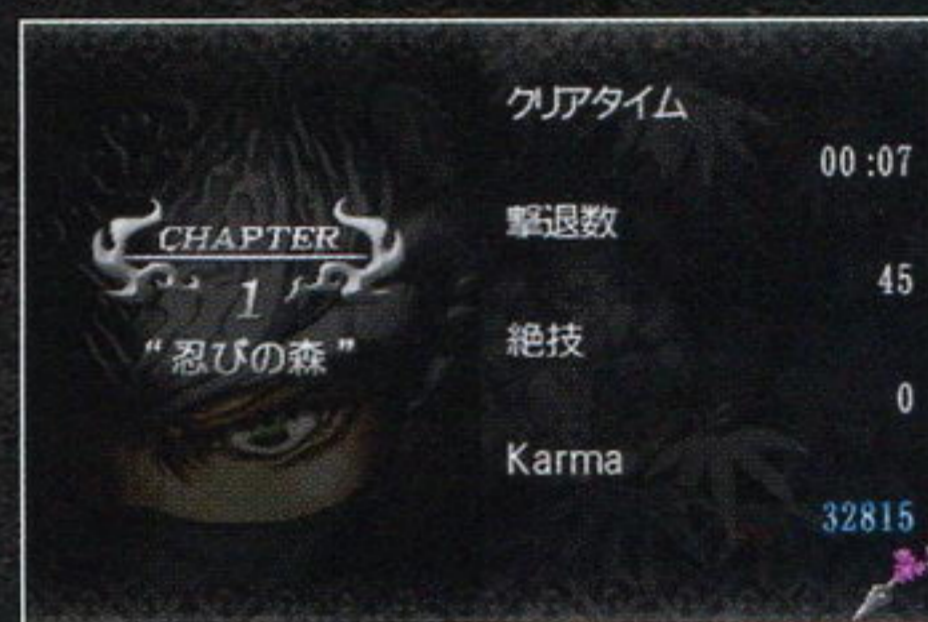 CHAPTER
1
“忍びの森”
クリアタイム
00:07
撃退数
45
絶技
0
Karma
32815